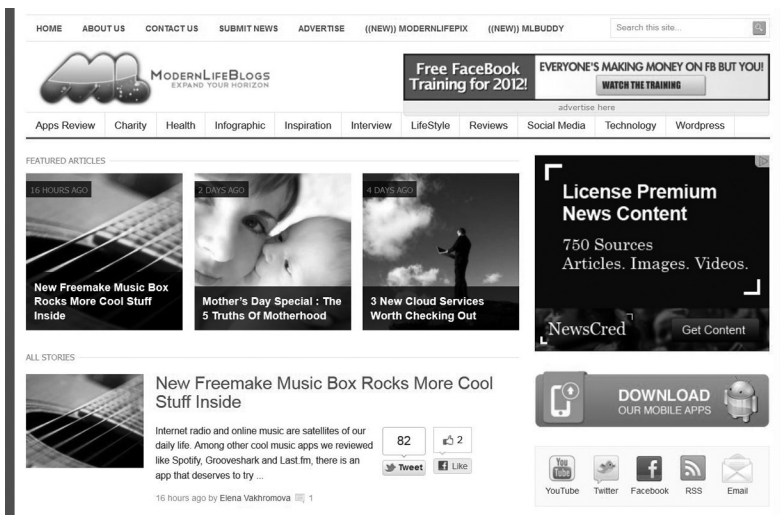 HOME ABOUT US CONTACT US SUBMIT NEWS ADVERTISE ((NEW)) MODERNLIFEPIX ((NEW)) MLBUDDY Search this site...
MODERNLIFEBLOGS
EXPAND YOUR HORIZON
Free FaceBook
Training for 2012!
EVERYONE'S MAKING MONEY ON FB BUT YOU!
WATCH THE TRAINING
advertise here
Apps Review Charity Health Infographic Inspiration Interview LifeStyle Reviews Social Media Technology Wordpress
FEATURED ARTICLES
16 HOURS AGO
New Freemake Music Box
Rocks More Cool Stuff
Inside
2 DAYS AGO
Mother's Day Special : The
5 Truths Of Motherhood
4 DAYS AGO
3 New Cloud Services
Worth Checking Out
License Premium
News Content
750 Sources
Articles. Images. Videos.
NewsCred
Get Content
ALL STORIES
New Freemake Music Box Rocks More Cool
Stuff Inside
Internet radio and online music are satellites of our
daily life. Among other cool music apps we reviewed
like Spotify, Grooveshark and Last.fm, there is an
app that deserves to try ...
82
Tweet
2
Like
16 hours ago by Elena Vakhromova 1
DOWNLOAD
OUR MOBILE APPS
You
Tube
YouTube Twitter Facebook RSS Email